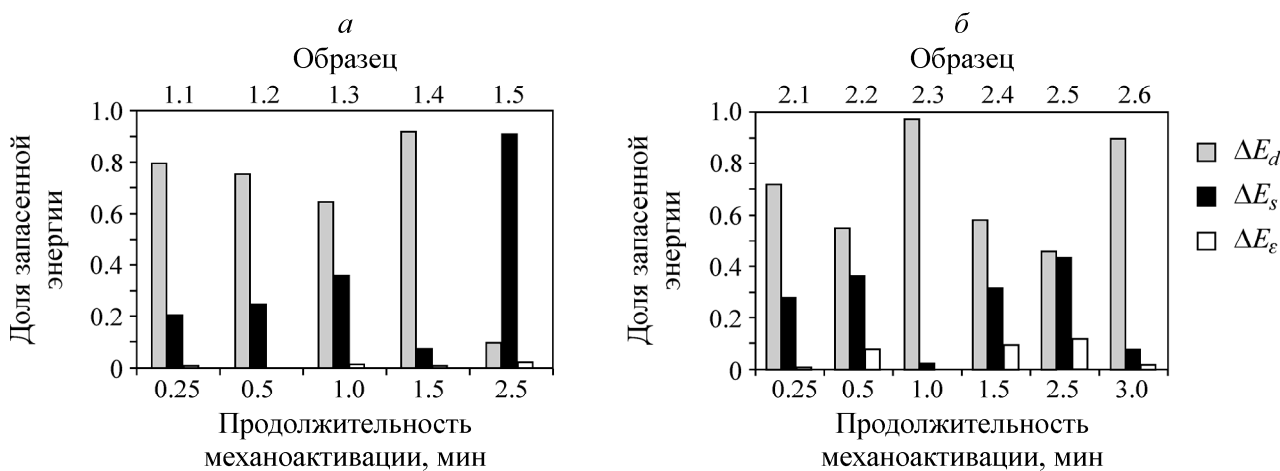 а
Образец
1.1 1.2 1.3 1.4 1.5
Доля запасенной
энергии
1.0
0.8
0.6
0.4
0.2
0
0.25 0.5 1.0 1.5 2.5
Продолжительность
механоактивации, мин
б
Образец
2.1 2.2 2.3 2.4 2.5 2.6
Доля запасенной
энергии
1.0
0.8
0.6
0.4
0.2
0
0.25 0.5 1.0 1.5 2.5 3.0
Продолжительность
механоактивации, мин
ΔEd
ΔEs
ΔEε